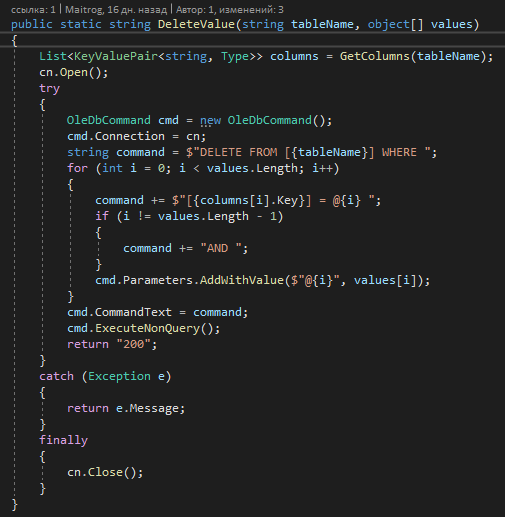 ссылка: 1 | Maitrog, 16 дн. назад | Автор: 1, изменений: 3
public static string DeleteValue(string tableName, object[] values)
{
    List<KeyValuePair<string, Type>> columns = GetColumns(tableName);
    cn.Open();
    try
    {
        OleDbCommand cmd = new OleDbCommand();
        cmd.Connection = cn;
        string command = $"DELETE FROM [{tableName}] WHERE ";
        for (int i = 0; i < values.Length; i++)
        {
            command += $"[{columns[i].Key}] = @{i} ";
            if (i != values.Length - 1)
            {
                command += "AND ";
            }
            cmd.Parameters.AddWithValue($"@{i}", values[i]);
        }
        cmd.CommandText = command;
        cmd.ExecuteNonQuery();
        return "200";
    }
    catch (Exception e)
    {
        return e.Message;
    }
    finally
    {
        cn.Close();
    }
}